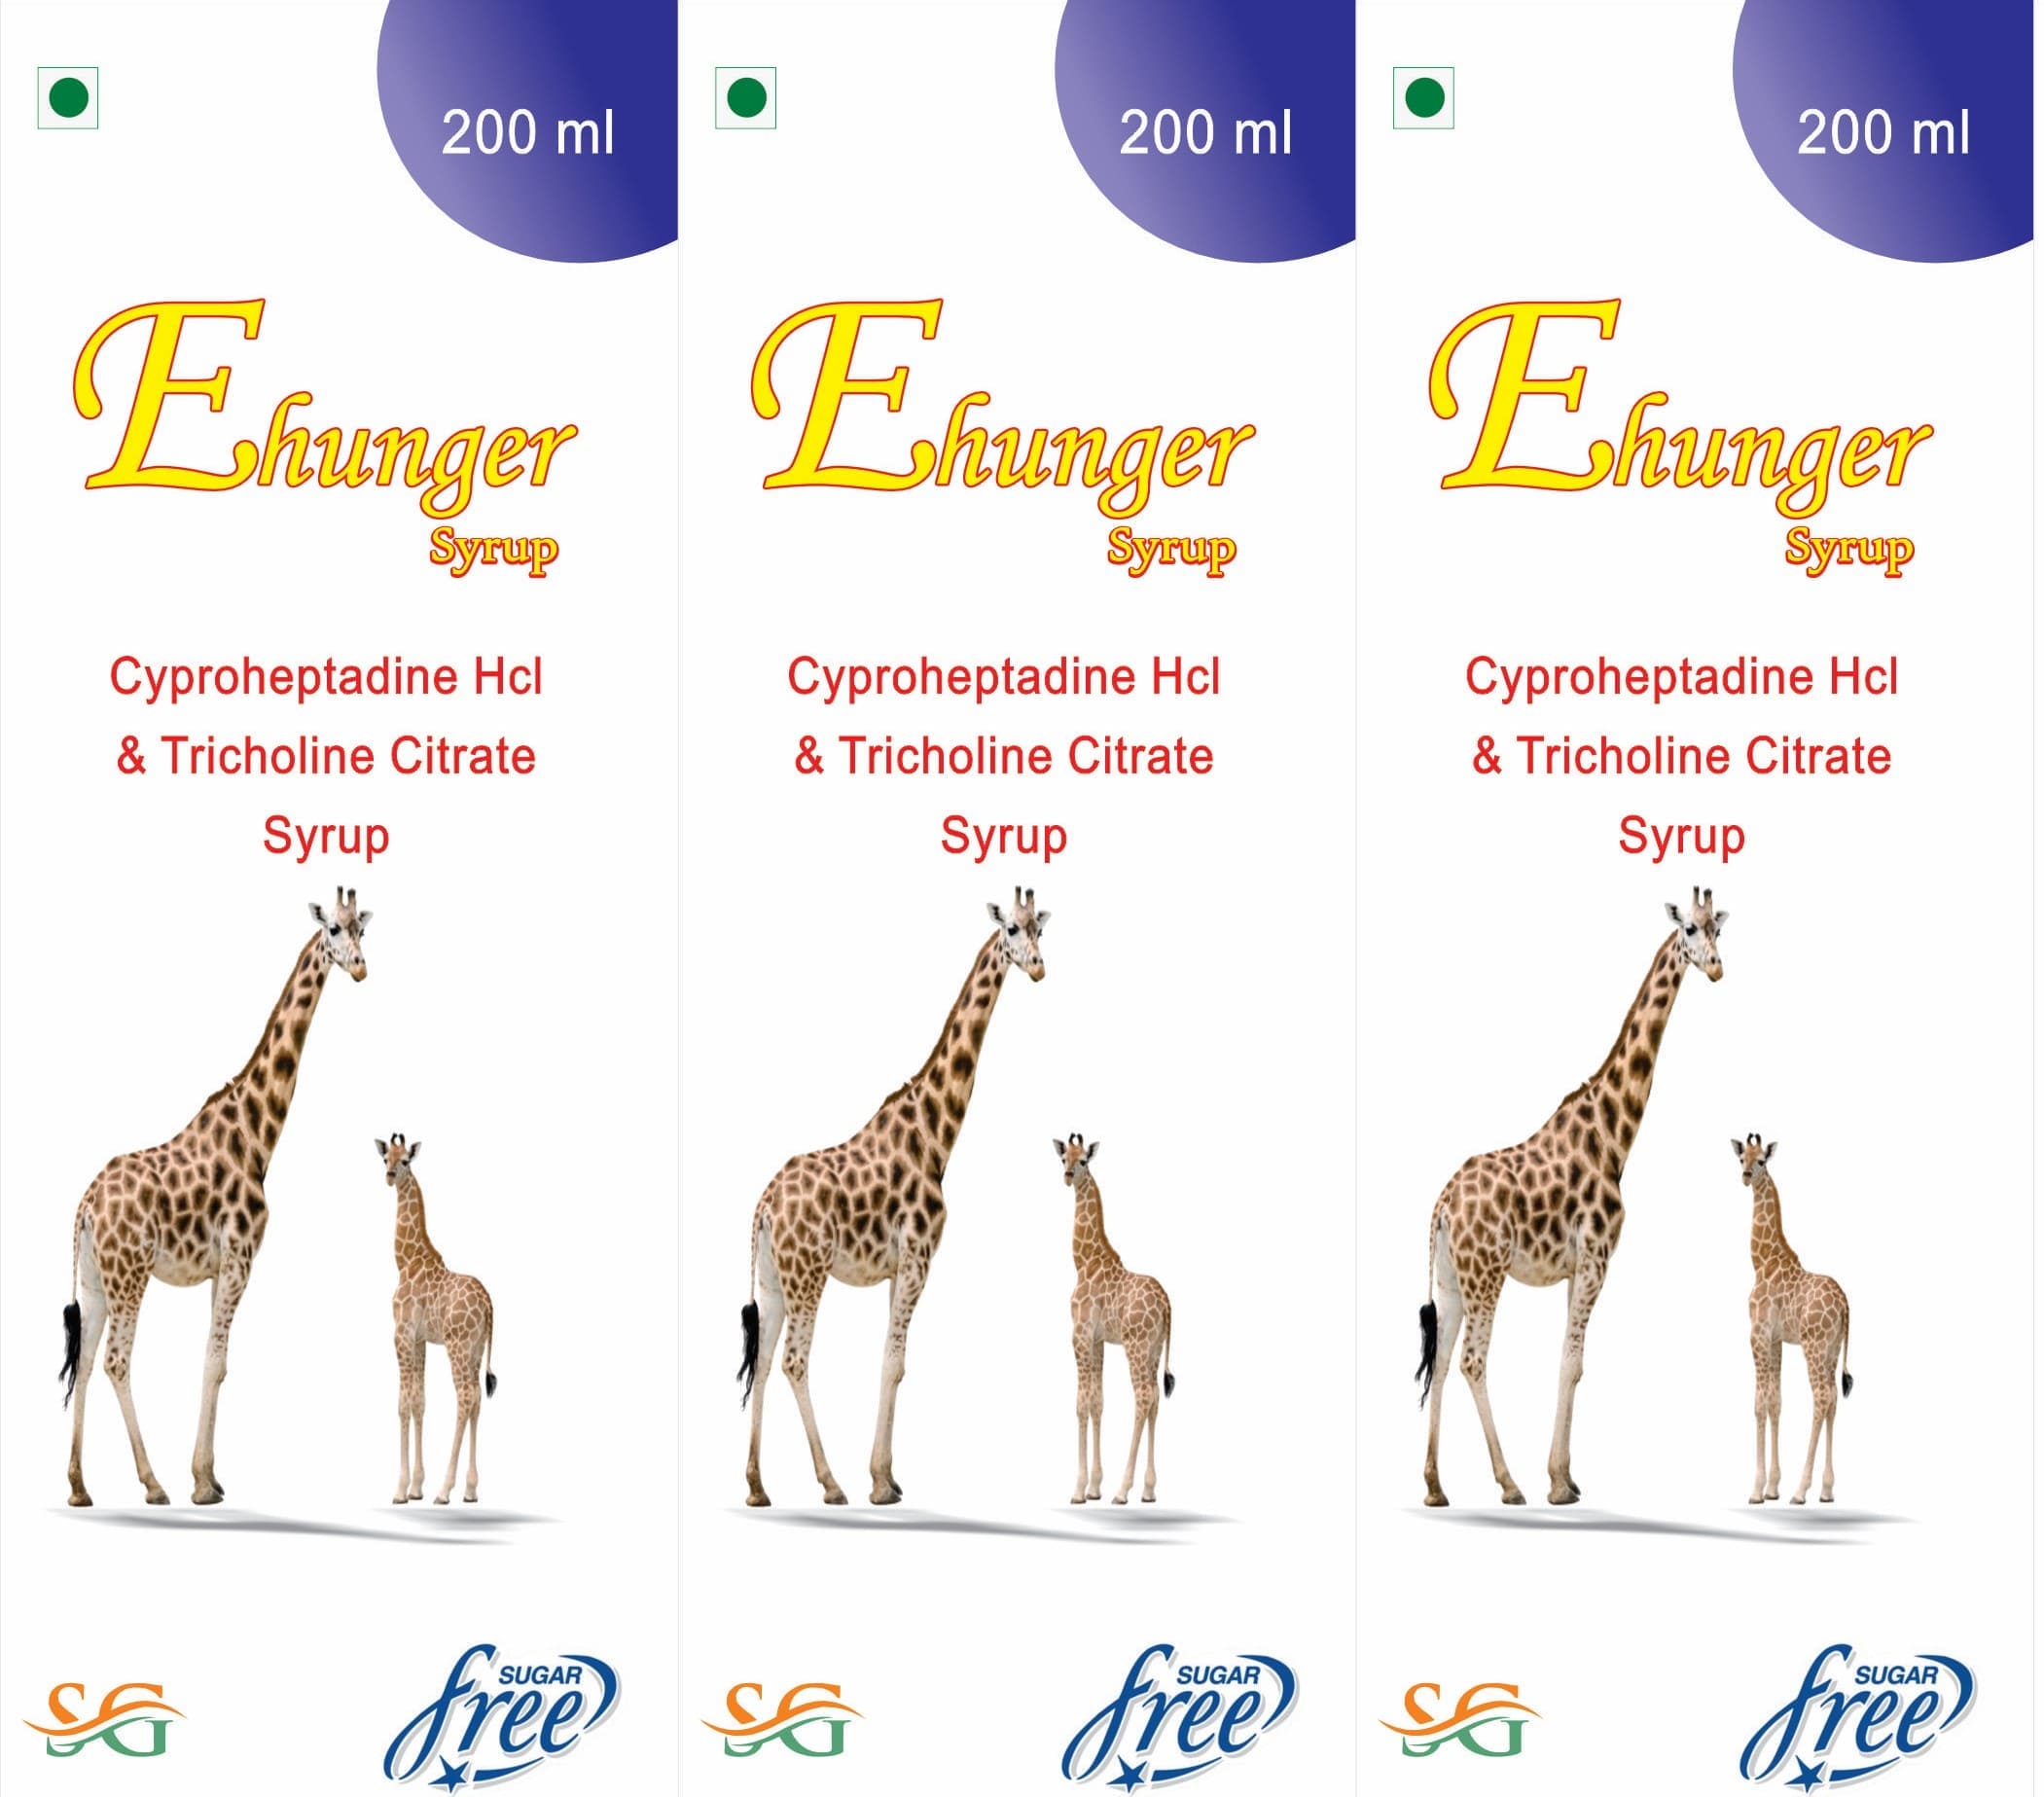 200 ml
Ehunger
Syrup
Cyproheptadine Hcl
& Tricholine Citrate
Syrup
SG
SUGAR
free
200 ml
Ehunger
Syrup
Cyproheptadine Hcl
& Tricholine Citrate
Syrup
SG
SUGAR
free
200 ml
Ehunger
Syrup
Cyproheptadine Hcl
& Tricholine Citrate
Syrup
SG
SUGAR
free